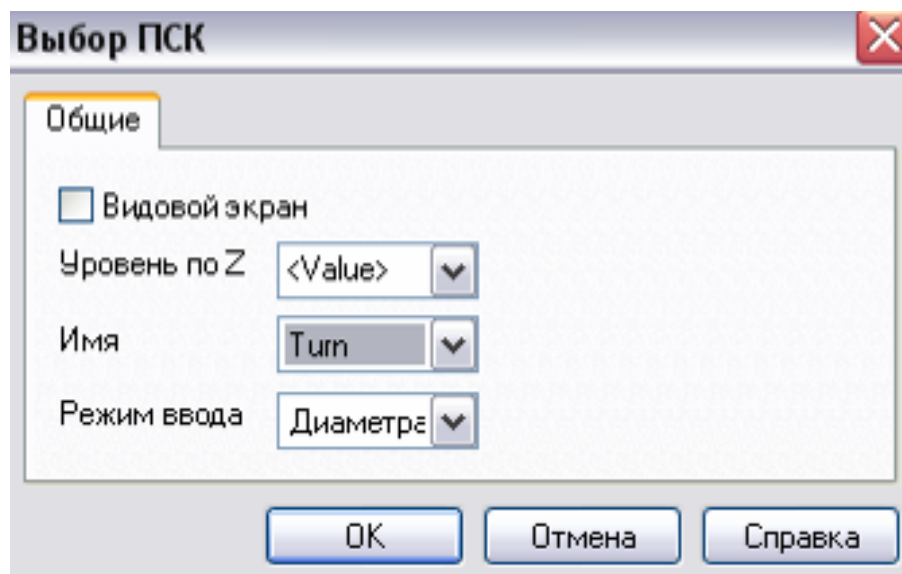 Выбор ПСК
Общие
Видовой экран
Уровень по Z <Value>
Имя Turn
Режим ввода Диаметра
OK Отмена Справка